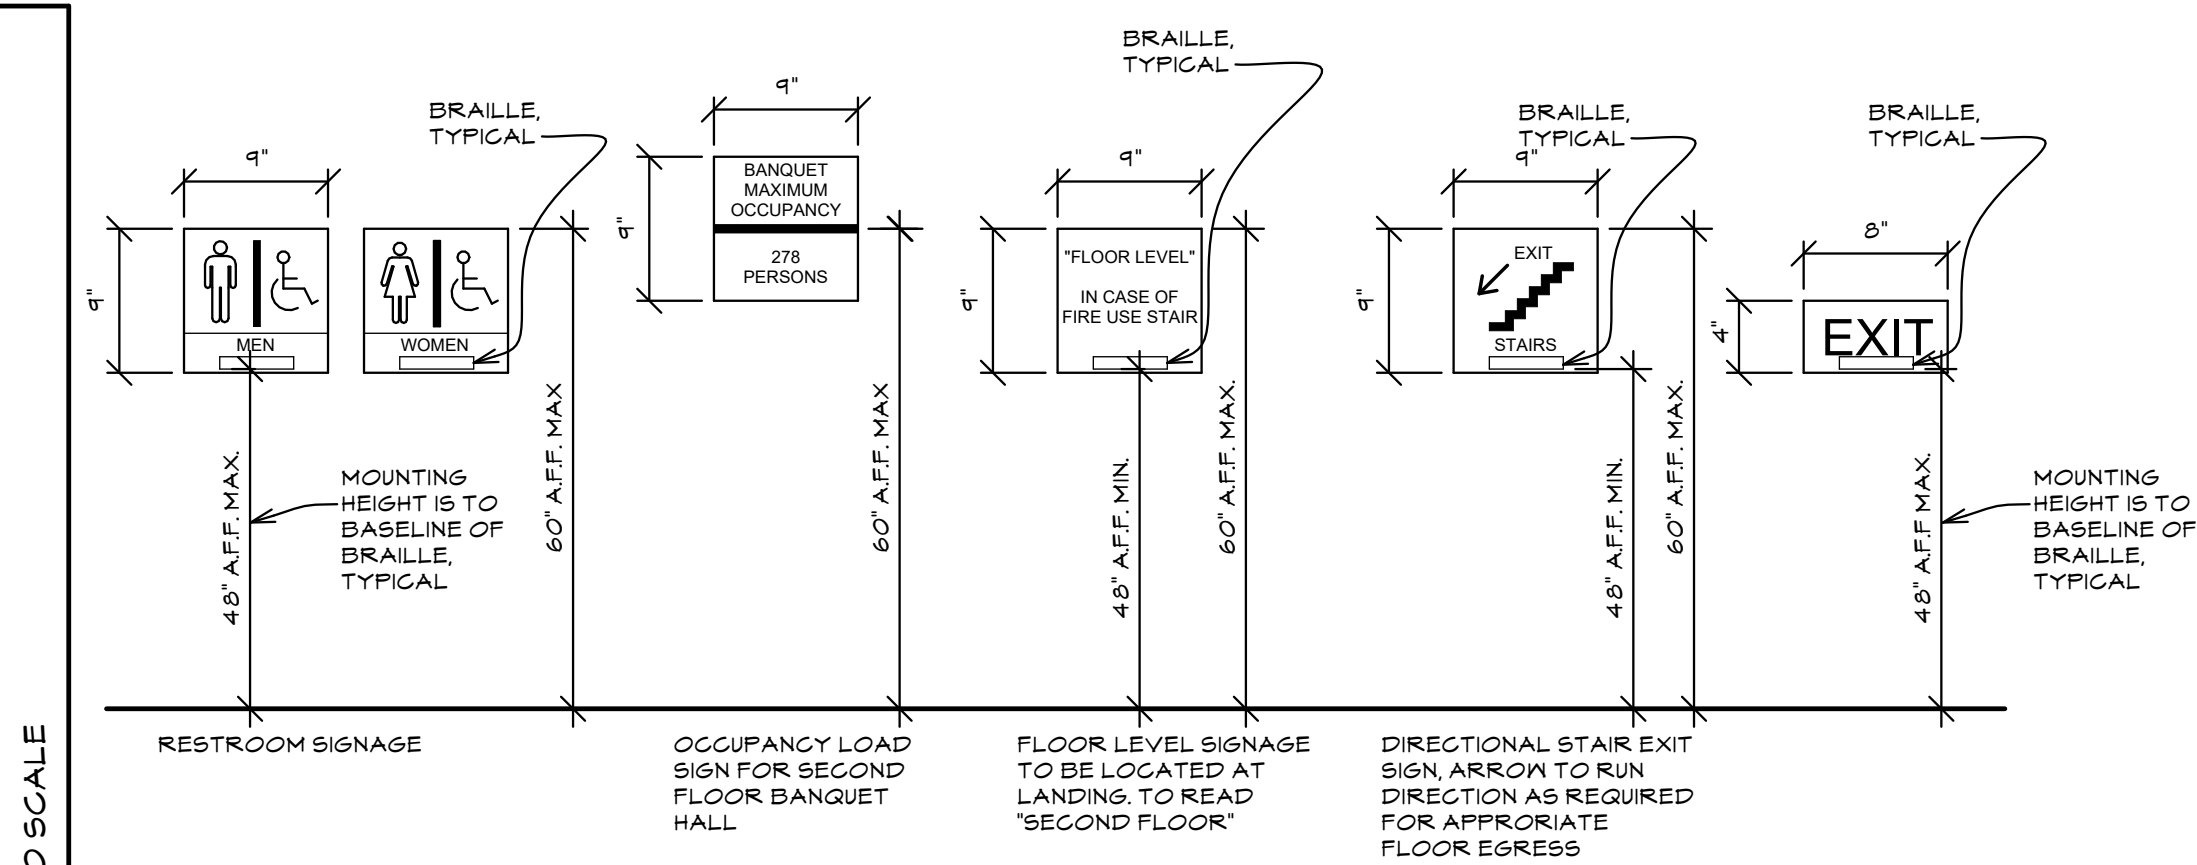 BRAILLE,
TYPICAL
9"
9"
MEN
WOMEN
48" A.F.F. MAX.
MOUNTING
HEIGHT IS TO
BASELINE OF
BRAILLE,
TYPICAL
60" A.F.F. MAX
RESTROOM SIGNAGE
9"
9"
BANQUET
MAXIMUM
OCCUPANCY
278
PERSONS
60" A.F.F. MAX
OCCUPANCY LOAD
SIGN FOR SECOND
FLOOR BANQUET
HALL
BRAILLE,
TYPICAL
9"
9"
"FLOOR LEVEL"
IN CASE OF
FIRE USE STAIR
48" A.F.F. MIN.
60" A.F.F. MAX.
FLOOR LEVEL SIGNAGE
TO BE LOCATED AT
LANDING. TO READ
"SECOND FLOOR"
BRAILLE,
TYPICAL
9"
9"
EXIT
STAIRS
48" A.F.F. MIN.
60" A.F.F. MAX.
DIRECTIONAL STAIR EXIT
SIGN, ARROW TO RUN
DIRECTION AS REQUIRED
FOR APPRORIATE
FLOOR EGRESS
BRAILLE,
TYPICAL
8"
4"
EXIT
48" A.F.F MAX.
MOUNTING
HEIGHT IS TO
BASELINE OF
BRAILLE,
TYPICAL
O SCALE